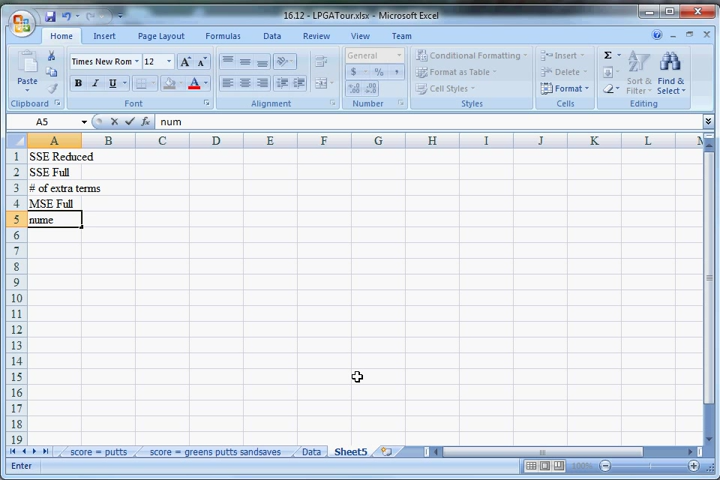 16.12 - LPGATour.xlsx - Microsoft Excel
Home Insert Page Layout Formulas Data Review View Team
Paste
Clipboard
Times New Rom 12 A A
B I U
Font
Alignment
General
$ % ,
Number
Conditional Formatting
Format as Table
Cell Styles
Styles
Insert
Delete
Format
Cells
Σ
Sort & Filter
Find & Select
Editing
A5 fx num
A B C D E F G H I J K L M
1 SSE Reduced
2 SSE Full
3 # of extra terms
4 MSE Full
5 nume
6
7
8
9
10
11
12
13
14
15
16
17
18
19
score = putts score = greens putts sandsaves Data Sheet5
Enter 100%